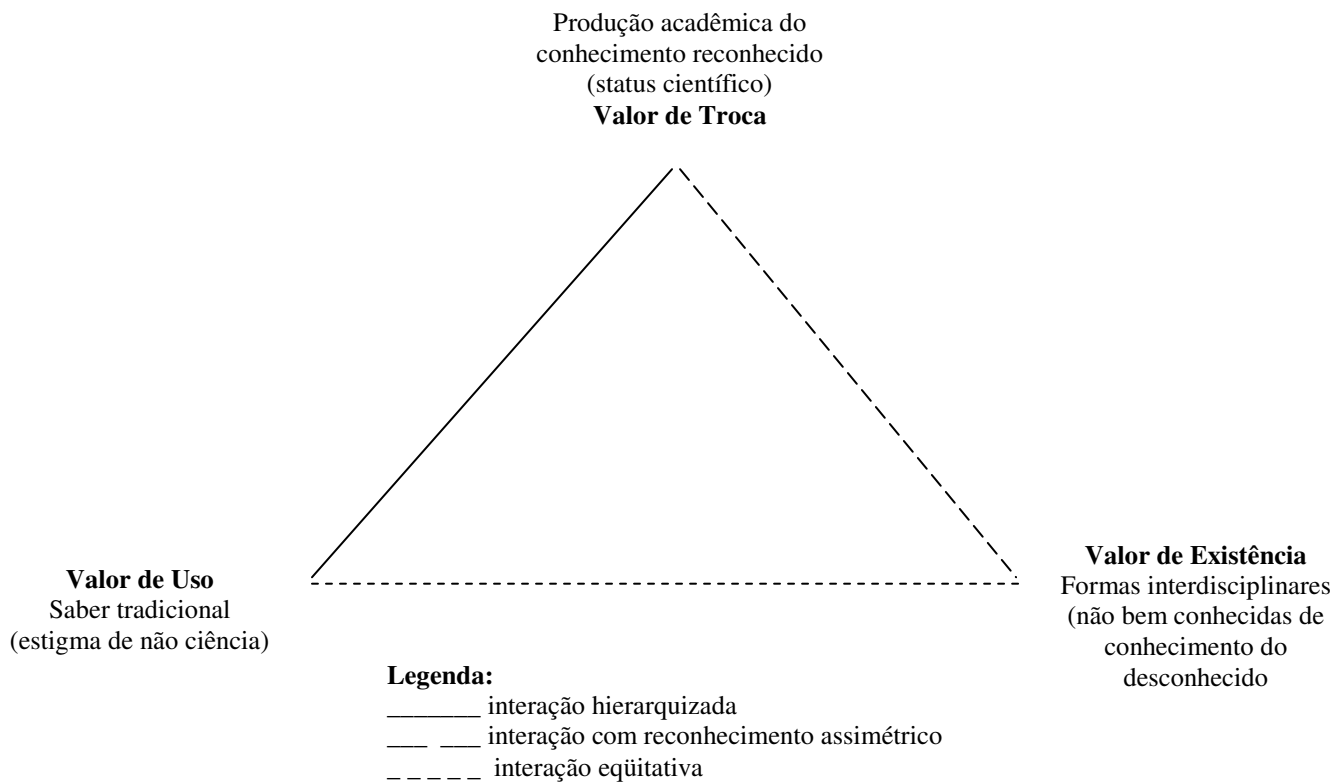 Produção acadêmica do
conhecimento reconhecido
(status científico)
Valor de Troca
Valor de Uso
Saber tradicional
(estigma de não ciência)
Valor de Existência
Formas interdisciplinares
(não bem conhecidas de
conhecimento do
desconhecido
Legenda:
_______ interação hierarquizada
___ ___ interação com reconhecimento assimétrico
_ _ _ _ _ interação eqüitativa